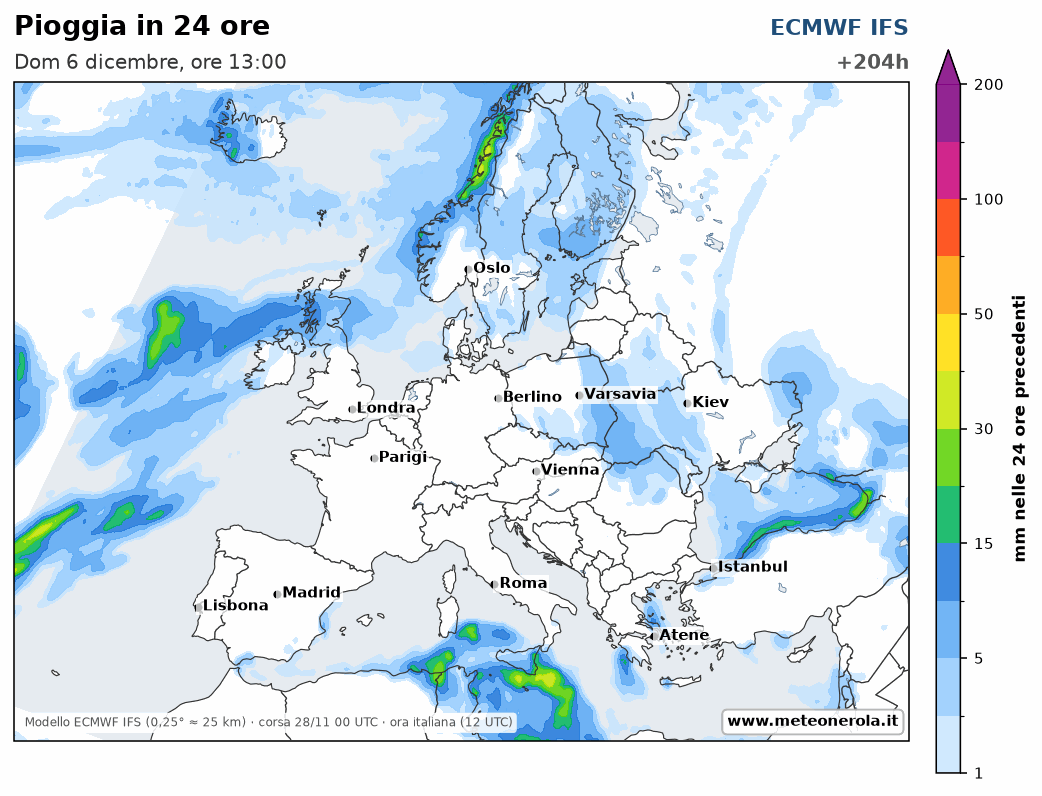 Pioggia in 24 ore
ECMWF IFS
Dom 6 dicembre, ore 13:00
+204h
200
100
50
30
15
5
1
mm nelle 24 ore precedenti
Oslo
Berlino
Varsavia
Kiev
Londra
Parigi
Vienna
Istanbul
Roma
Madrid
Lisbona
Atene
Modello ECMWF IFS (0,25° ≈ 25 km) · corsa 28/11 00 UTC · ora italiana (12 UTC)
www.meteonerola.it